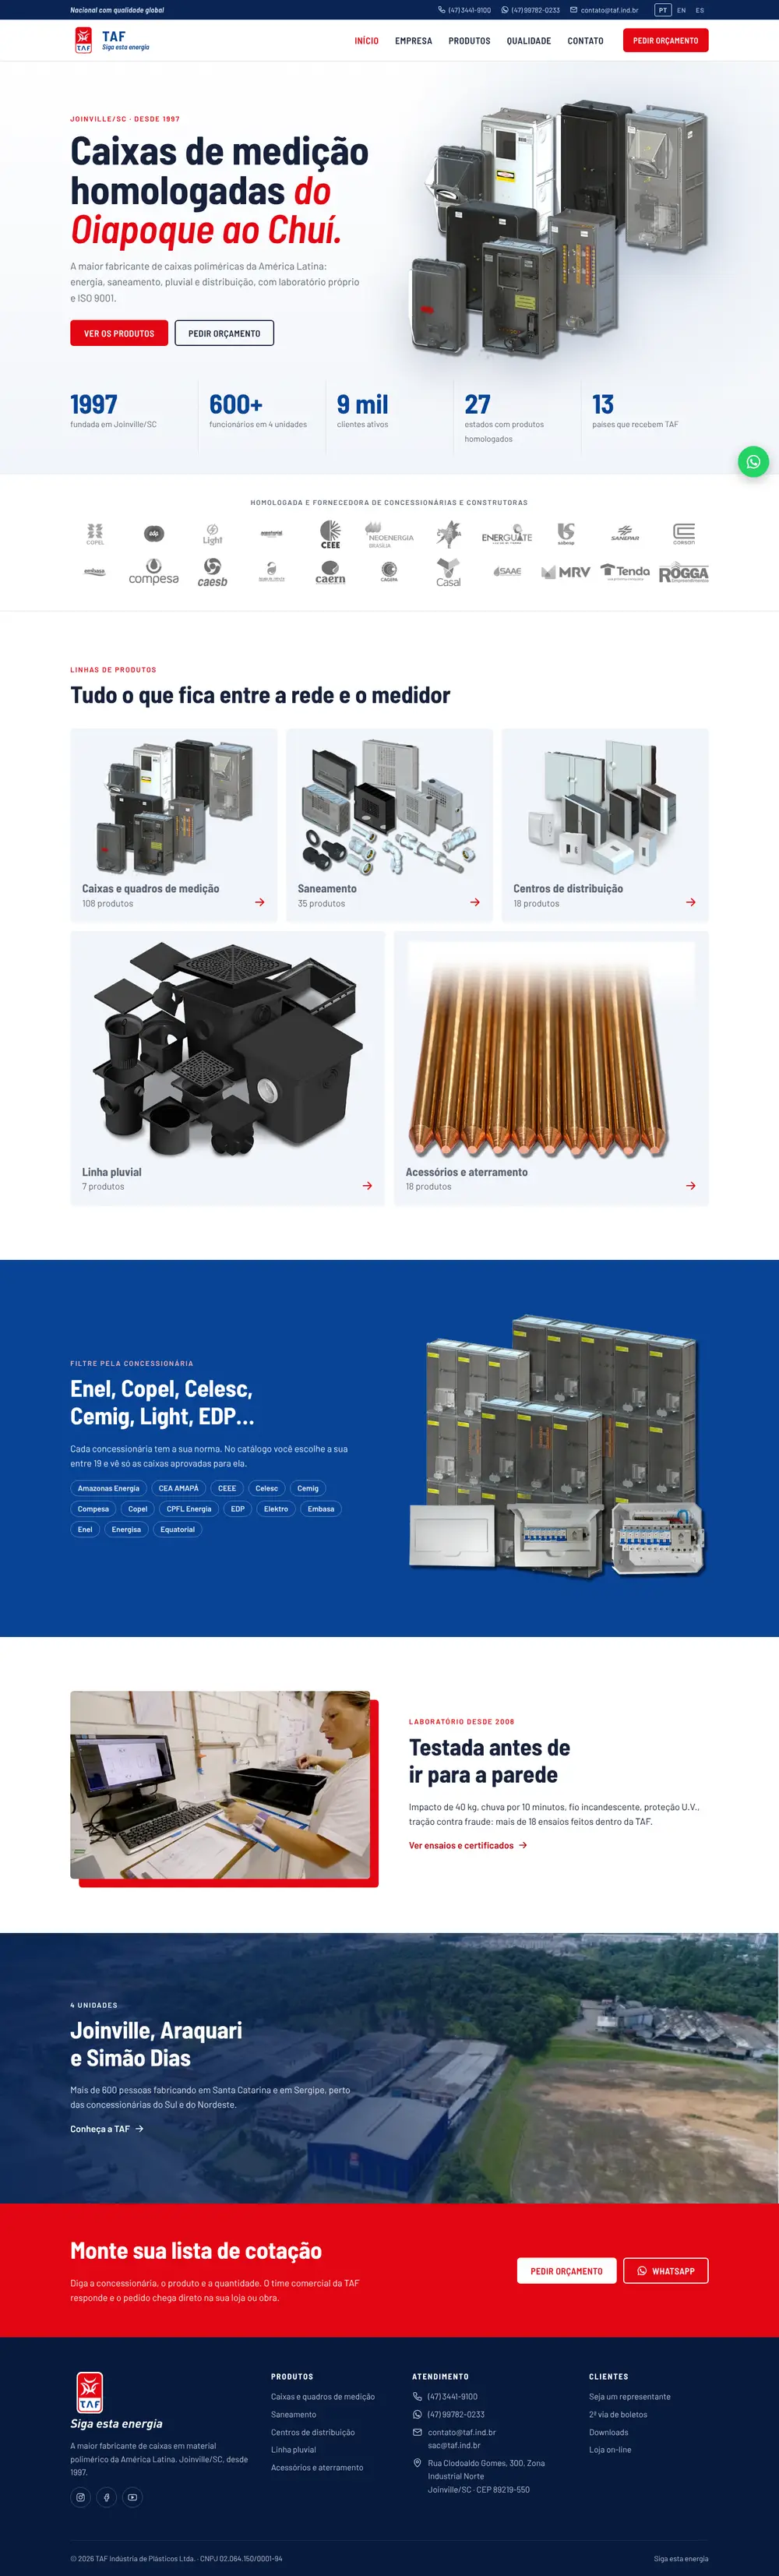 Nacional com qualidade global
(47) 3441-9100
(47) 99782-0233
contato@taf.ind.br
PT EN ES
TAF
TAF
Siga esta energia
INÍCIO EMPRESA PRODUTOS QUALIDADE CONTATO
PEDIR ORÇAMENTO
JOINVILLE/SC · DESDE 1997
Caixas de medição
homologadas do
Oiapoque ao Chuí.
A maior fabricante de caixas poliméricas da América Latina:
energia, saneamento, pluvial e distribuição, com laboratório próprio
e ISO 9001.
VER OS PRODUTOS
PEDIR ORÇAMENTO
1997
fundada em Joinville/SC
600+
funcionários em 4 unidades
9 mil
clientes ativos
27
estados com produtos
homologados
13
países que recebem TAF
HOMOLOGADA E FORNECEDORA DE CONCESSIONÁRIAS E CONSTRUTORAS
COPEL
edp
Light
CEEE
NEOENERGIA
BRASÍLIA
sabesp
SANEPAR
CORSAN
embasa
compesa
caesb
caern
CAGEPA
Casal
SAAE
MRV
Tenda
RÔGGA
LINHAS DE PRODUTOS
Tudo o que fica entre a rede e o medidor
Caixas e quadros de medição
108 produtos
Saneamento
35 produtos
Centros de distribuição
18 produtos
Linha pluvial
7 produtos
Acessórios e aterramento
18 produtos
FILTRE PELA CONCESSIONÁRIA
Enel, Copel, Celesc,
Cemig, Light, EDP…
Cada concessionária tem a sua norma. No catálogo você escolhe a sua
entre 19 e vê só as caixas aprovadas para ela.
Amazonas Energia CEA AMAPÁ CEEE Celesc Cemig
Compesa Copel CPFL Energia EDP Elektro Embasa
Enel Energisa Equatorial
LABORATÓRIO DESDE 2006
Testada antes de
ir para a parede
Impacto de 40 kg, chuva por 10 minutos, fio incandescente, proteção U.V.,
tração contra fraude: mais de 18 ensaios feitos dentro da TAF.
Ver ensaios e certificados
4 UNIDADES
Joinville, Araquari
e Simão Dias
Mais de 600 pessoas fabricando em Santa Catarina e em Sergipe, perto
das concessionárias do Sul e do Nordeste.
Conheça a TAF
Monte sua lista de cotação
Diga a concessionária, o produto e a quantidade. O time comercial da TAF
responde e o pedido chega direto na sua loja ou obra.
PEDIR ORÇAMENTO
WHATSAPP
TAF
Siga esta energia
A maior fabricante de caixas em material
polimérico da América Latina. Joinville/SC, desde
1997.
PRODUTOS
Caixas e quadros de medição
Saneamento
Centros de distribuição
Linha pluvial
Acessórios e aterramento
ATENDIMENTO
(47) 3441-9100
(47) 99782-0233
contato@taf.ind.br
sac@taf.ind.br
Rua Clodoaldo Gomes, 300, Zona
Industrial Norte
Joinville/SC · CEP 89219-550
CLIENTES
Seja um representante
2ª via de boletos
Downloads
Loja on-line
© 2026 TAF Indústria de Plásticos Ltda. · CNPJ 02.064.150/0001-94
Siga esta energia